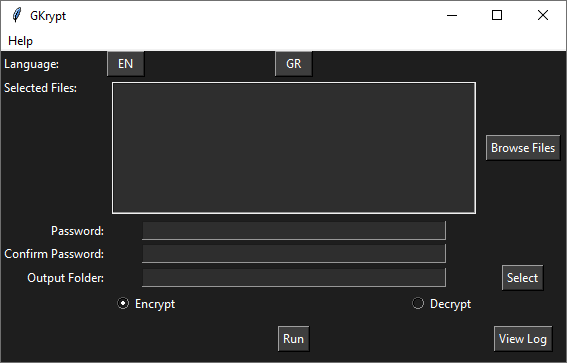 GKrypt
Help
Language: EN GR
Selected Files:
Browse Files
Password:
Confirm Password:
Output Folder: Select
Encrypt Decrypt
Run View Log